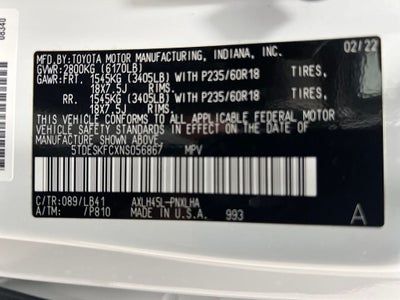 08340
MFD.BY:TOYOTA MOTOR MANUFACTURING, INDIANA, INC. 02/22
GVWR:2800KG (6170LB)
GAWR:FRT. 1545KG (3405LB)WITH P235/60R18 TIRES,
18X7.5J RIMS.
RR. 1545KG (3405LB)WITH P235/60R18 TIRES,
18X7.5J RIMS.
THIS VEHICLE CONFORMS TO ALL APPLICABLE FEDERAL MOTOR
VEHICLE SAFETY STANDARDS IN EFFECT ON THE DATE OF
MANUFACTURE SHOWN ABOVE.
5TDESKFCXNS056867 MPV
C/TR:089/LB41 AXLH45L-PNXLHA
A/TM: /P810 MADE IN U.S.A. 993 A